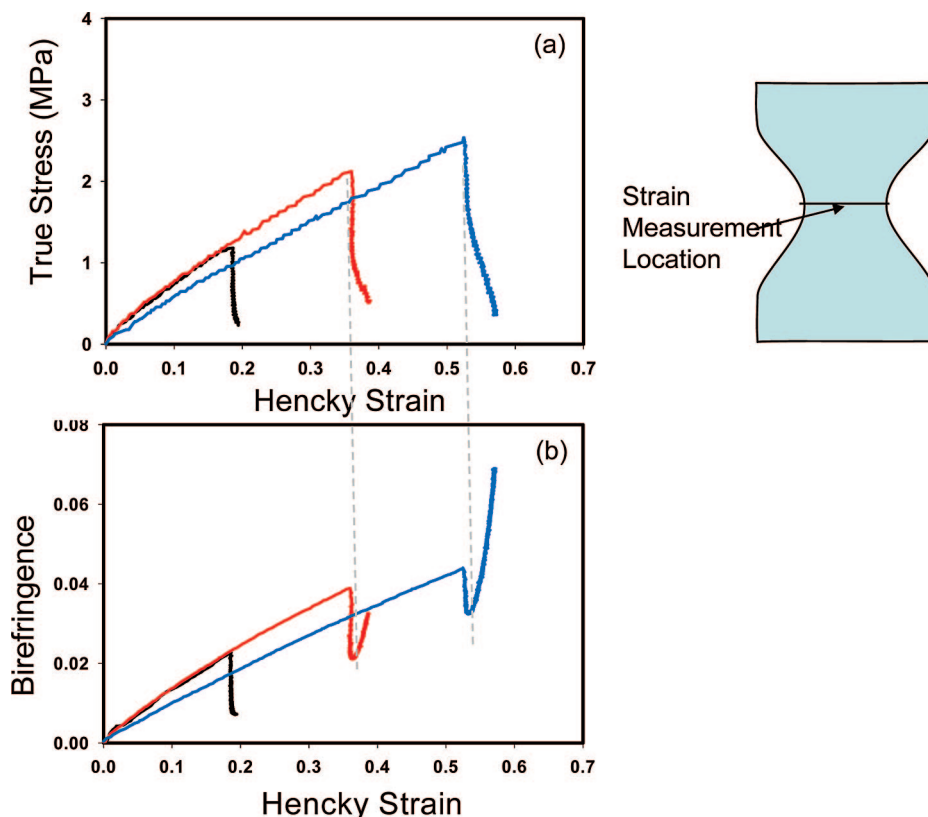 (a)
True Stress (MPa)
4
3
2
1
0
0.0 0.1 0.2 0.3 0.4 0.5 0.6 0.7
Hencky Strain
Strain
Measurement
Location
(b)
Birefringence
0.08
0.06
0.04
0.02
0.00
0.0 0.1 0.2 0.3 0.4 0.5 0.6 0.7
Hencky Strain